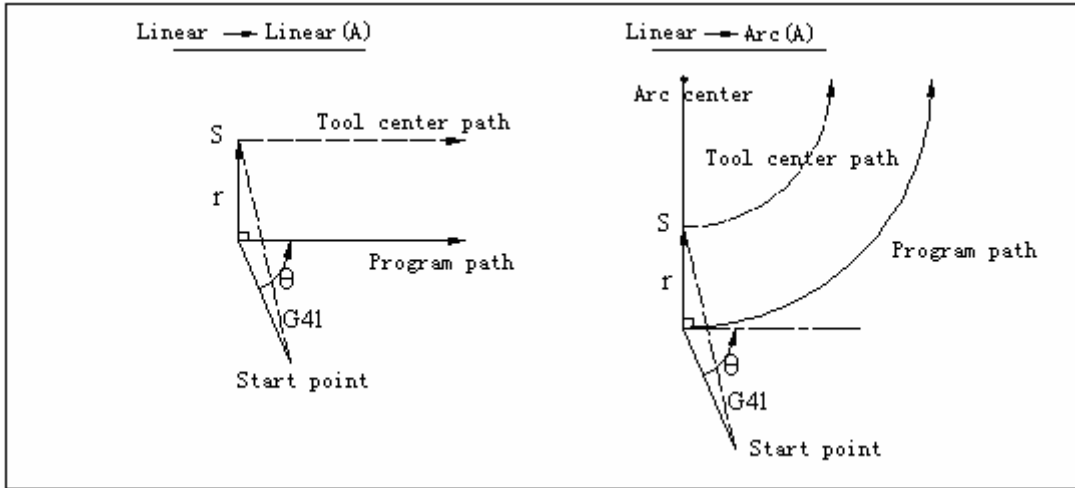 Linear → Linear(A)
S
Tool center path
r
Program path
θ
G41
Start point
Linear → Arc(A)
Arc center
Tool center path
S
Program path
r
θ
G41
Start point